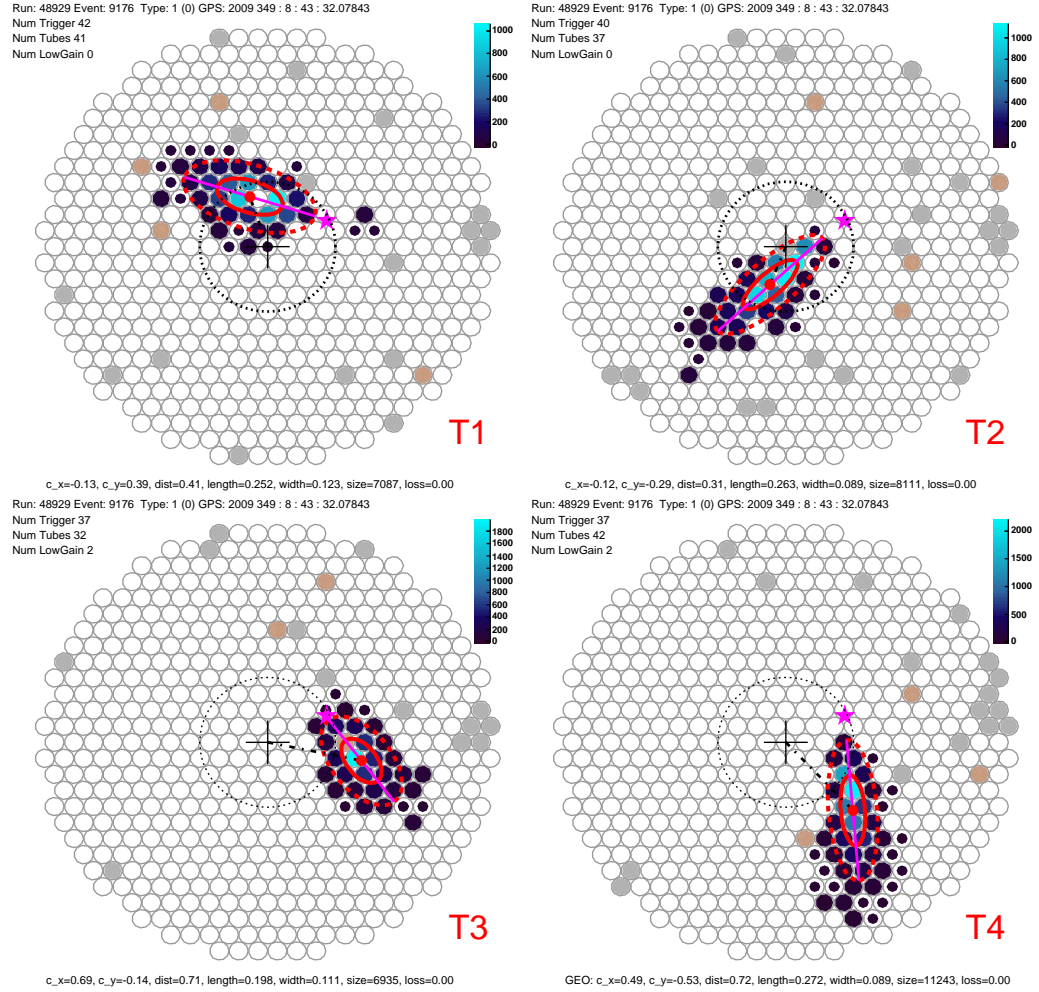 Run: 48929 Event: 9176 Type: 1 (0) GPS: 2009 349 : 8 : 43 : 32.07843
Num Trigger 42
Num Tubes 41
Num LowGain 0
1000
800
600
400
200
0
T1
c_x=-0.13, c_y=0.39, dist=0.41, length=0.252, width=0.123, size=7087, loss=0.00
Run: 48929 Event: 9176 Type: 1 (0) GPS: 2009 349 : 8 : 43 : 32.07843
Num Trigger 40
Num Tubes 37
Num LowGain 0
1000
800
600
400
200
0
T2
c_x=-0.12, c_y=-0.29, dist=0.31, length=0.263, width=0.089, size=8111, loss=0.00
Run: 48929 Event: 9176 Type: 1 (0) GPS: 2009 349 : 8 : 43 : 32.07843
Num Trigger 37
Num Tubes 32
Num LowGain 2
1800
1600
1400
1200
1000
800
600
400
200
0
T3
c_x=0.69, c_y=-0.14, dist=0.71, length=0.198, width=0.111, size=6935, loss=0.00
Run: 48929 Event: 9176 Type: 1 (0) GPS: 2009 349 : 8 : 43 : 32.07843
Num Trigger 37
Num Tubes 42
Num LowGain 2
2000
1500
1000
500
0
T4
GEO: c_x=0.49, c_y=-0.53, dist=0.72, length=0.272, width=0.089, size=11243, loss=0.00